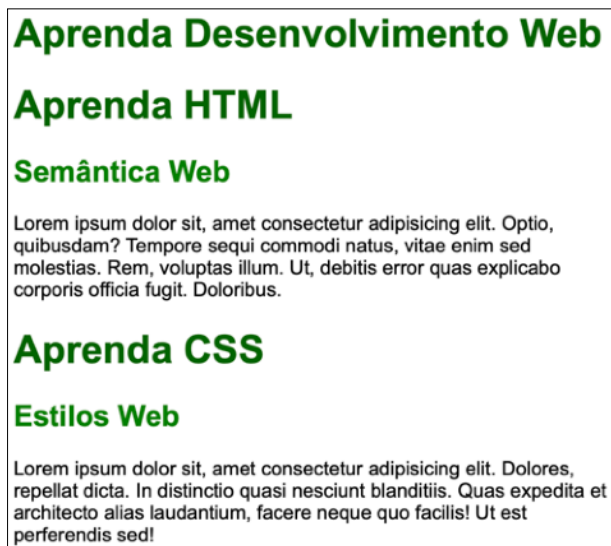 Aprenda Desenvolvimento Web
Aprenda HTML
Semântica Web
Lorem ipsum dolor sit, amet consectetur adipisicing elit. Optio,
quibusdam? Tempore sequi commodi natus, vitae enim sed
molestias. Rem, voluptas illum. Ut, debitis error quas explicabo
corporis officia fugit. Doloribus.
Aprenda CSS
Estilos Web
Lorem ipsum dolor sit, amet consectetur adipisicing elit. Dolores,
repellat dicta. In distinctio quasi nesciunt blanditiis. Quas expedita et
architecto alias laudantium, facere neque quo facilis! Ut est
perferendis sed!